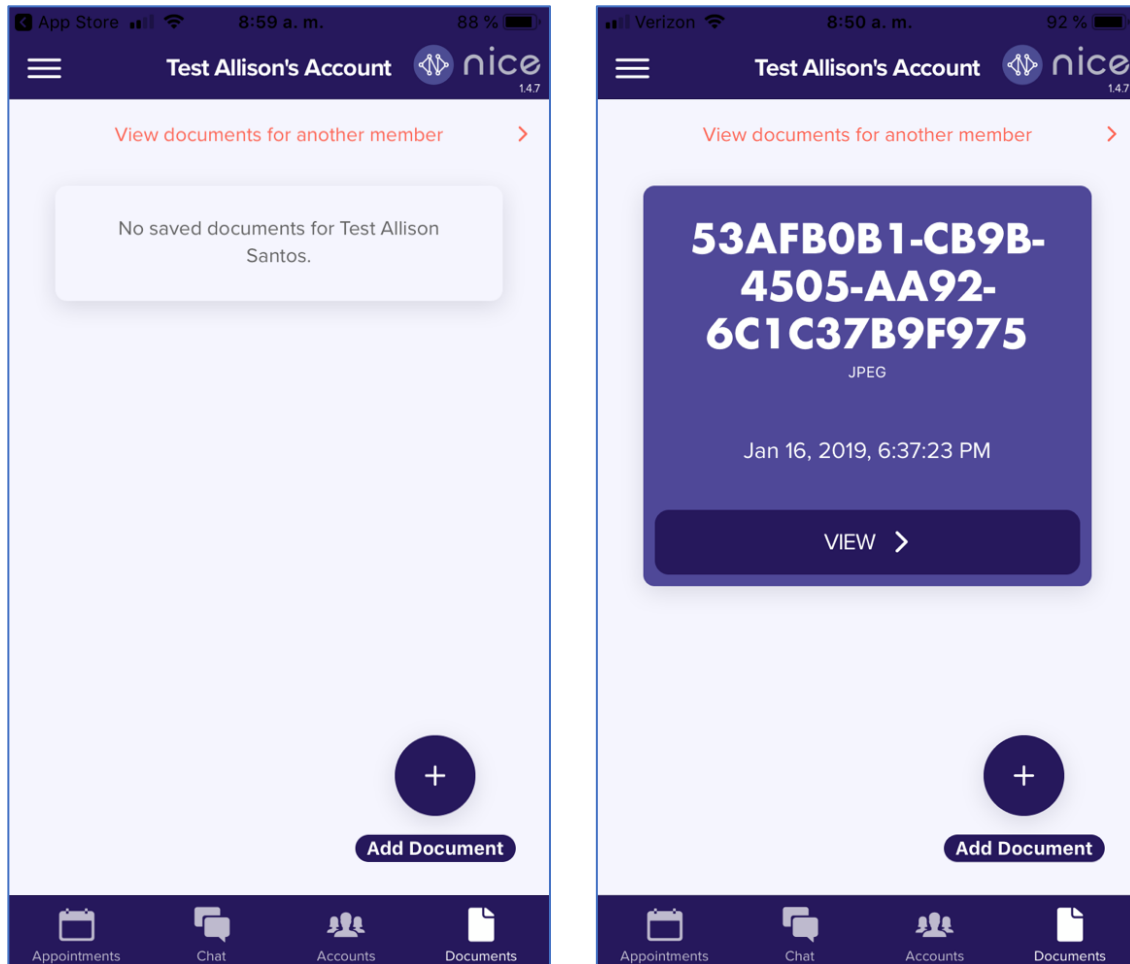 App Store 8:59 a. m. 88 %
Test Allison's Account nice
1.4.7
View documents for another member
No saved documents for Test Allison
Santos.
+
Add Document
Appointments Chat Accounts Documents
Verizon 8:50 a. m. 92 %
Test Allison's Account nice
1.4.7
View documents for another member
53AFB0B1-CB9B-
4505-AA92-
6C1C37B9F975
JPEG
Jan 16, 2019, 6:37:23 PM
VIEW
+
Add Document
Appointments Chat Accounts Documents